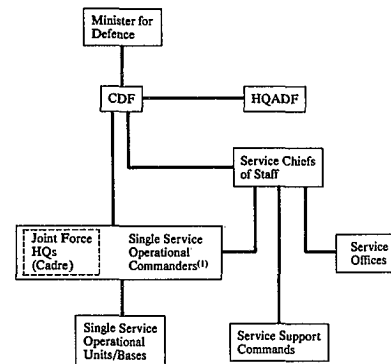 Minister for
Defence
CDF
HQADF
Service Chiefs
of Staff
Joint Force
HQs
(Cadre)
Single Service
Operational
Commanders(1)
Service
Offices
Single Service
Operational
Units/Bases
Service Support
Commands